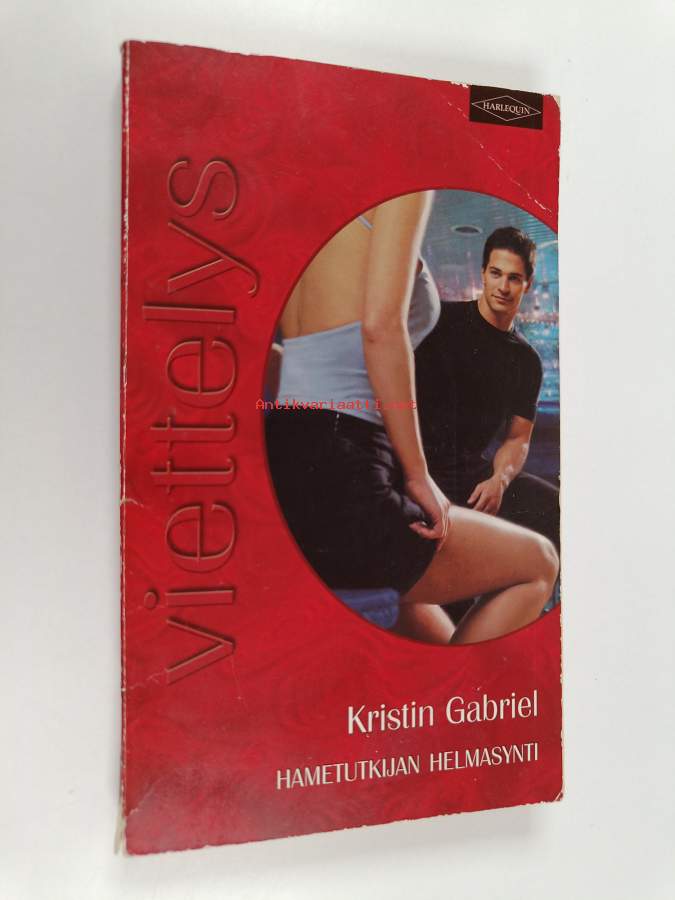 HARLEQUIN
viettelys
Antikvariaatti.net
Kristin Gabriel
HAMETUTKIJAN HELMASYNTI